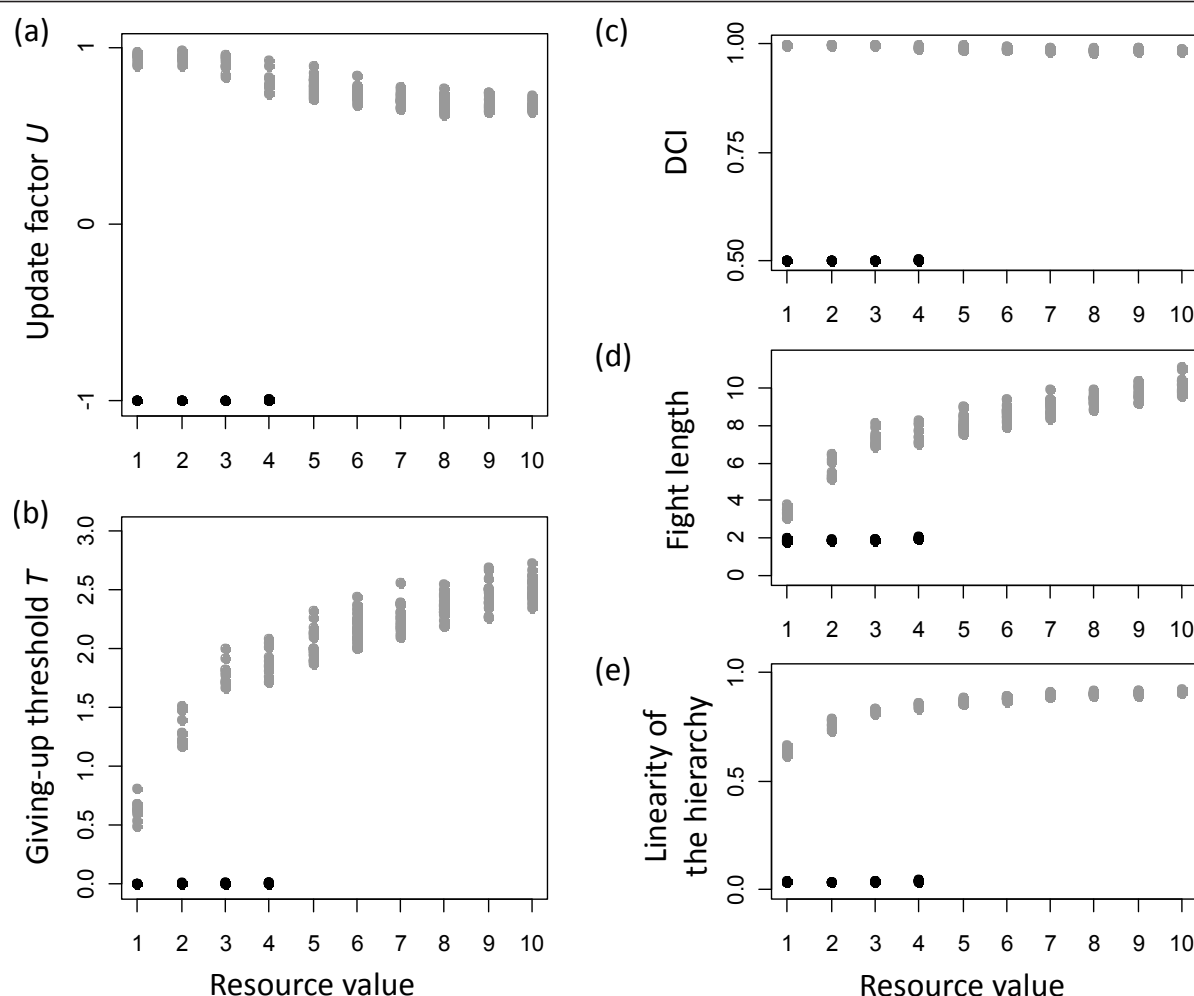 (a)
Update factor U
1
0
-1
1 2 3 4 5 6 7 8 9 10
(b)
Giving-up threshold T
3.0
2.5
2.0
1.5
1.0
0.5
0.0
1 2 3 4 5 6 7 8 9 10
Resource value
(c)
DCI
1.00
0.75
0.50
1 2 3 4 5 6 7 8 9 10
(d)
Fight length
10
8
6
4
2
0
1 2 3 4 5 6 7 8 9 10
(e)
Linearity of
the hierarchy
1.0
0.5
0.0
1 2 3 4 5 6 7 8 9 10
Resource value